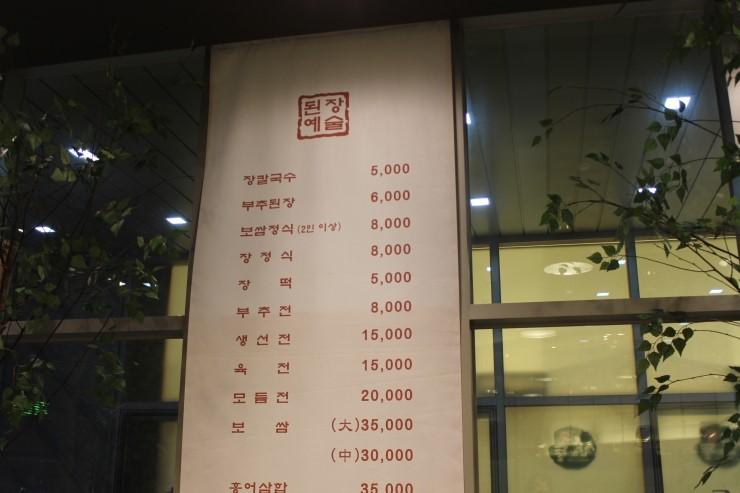 된장
예술
장칼국수 5,000
부추된장 6,000
보쌈정식 (2인 이상) 8,000
장정식 8,000
장떡 5,000
부추전 8,000
생선전 15,000
육전 15,000
모듬전 20,000
보쌈 (大)35,000
(中)30,000
홍어삼합 35,000